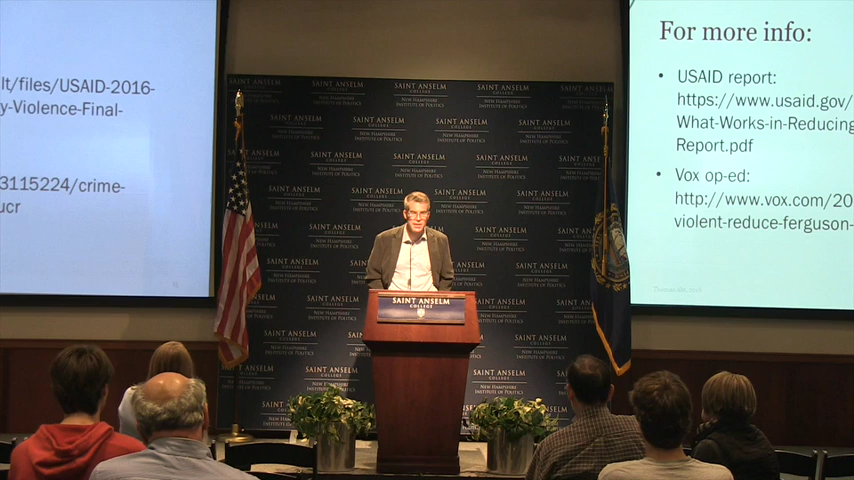 lt/files/USAID-2016-
y-Violence-Final-
3115224/crime-
ucr
For more info:
• USAID report:
https://www.usaid.gov/
What-Works-in-Reducing
Report.pdf
• Vox op-ed:
http://www.vox.com/20
violent-reduce-ferguson-
SAINT ANSELM
COLLEGE
NEW HAMPSHIRE
INSTITUTE OF POLITICS
SAINT ANSELM
COLLEGE